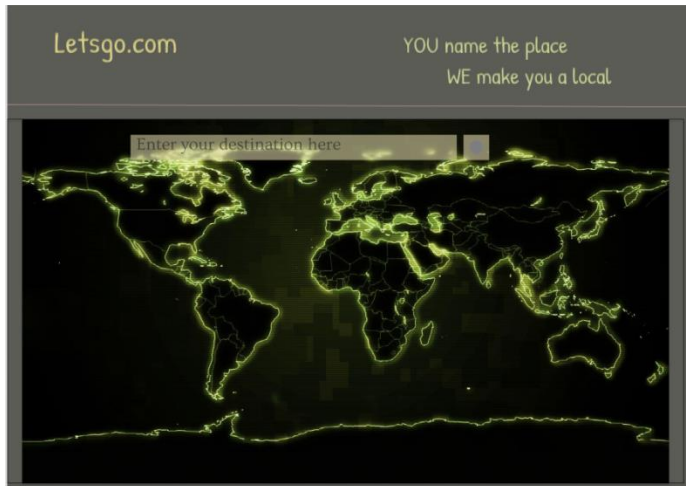 Letsgo.com
YOU name the place
WE make you a local
Enter your destination here